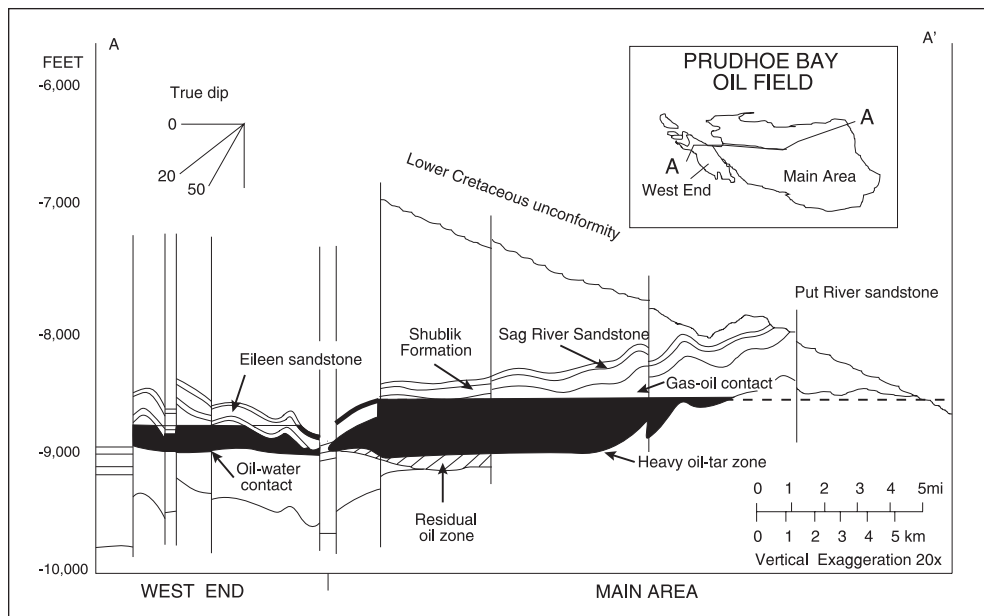 A
A'
FEET
-6,000
-7,000
-8,000
-9,000
-10,000
True dip
0
20
50
PRUDHOE BAY
OIL FIELD
A
A
West End
Main Area
Lower Cretaceous unconformity
Put River sandstone
Shublik
Formation
Sag River Sandstone
Eileen sandstone
Gas-oil contact
Oil-water
contact
Heavy oil-tar zone
Residual
oil zone
0 1 2 3 4 5mi
0 1 2 3 4 5 km
Vertical Exaggeration 20x
WEST END
MAIN AREA